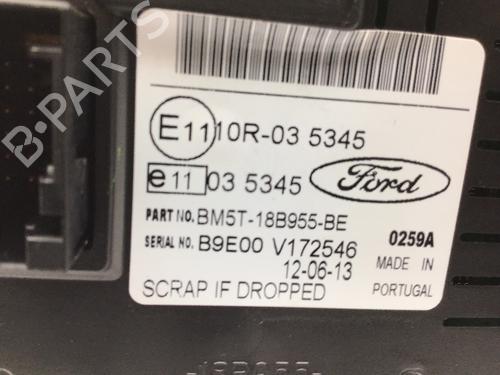 E11 10R-03 5345
e11 03 5345 Ford
PART NO. BM5T-18B955-BE
SERIAL NO. B9E00 V172546 0259A
12-06-13 MADE IN
SCRAP IF DROPPED PORTUGAL
B-PARTS